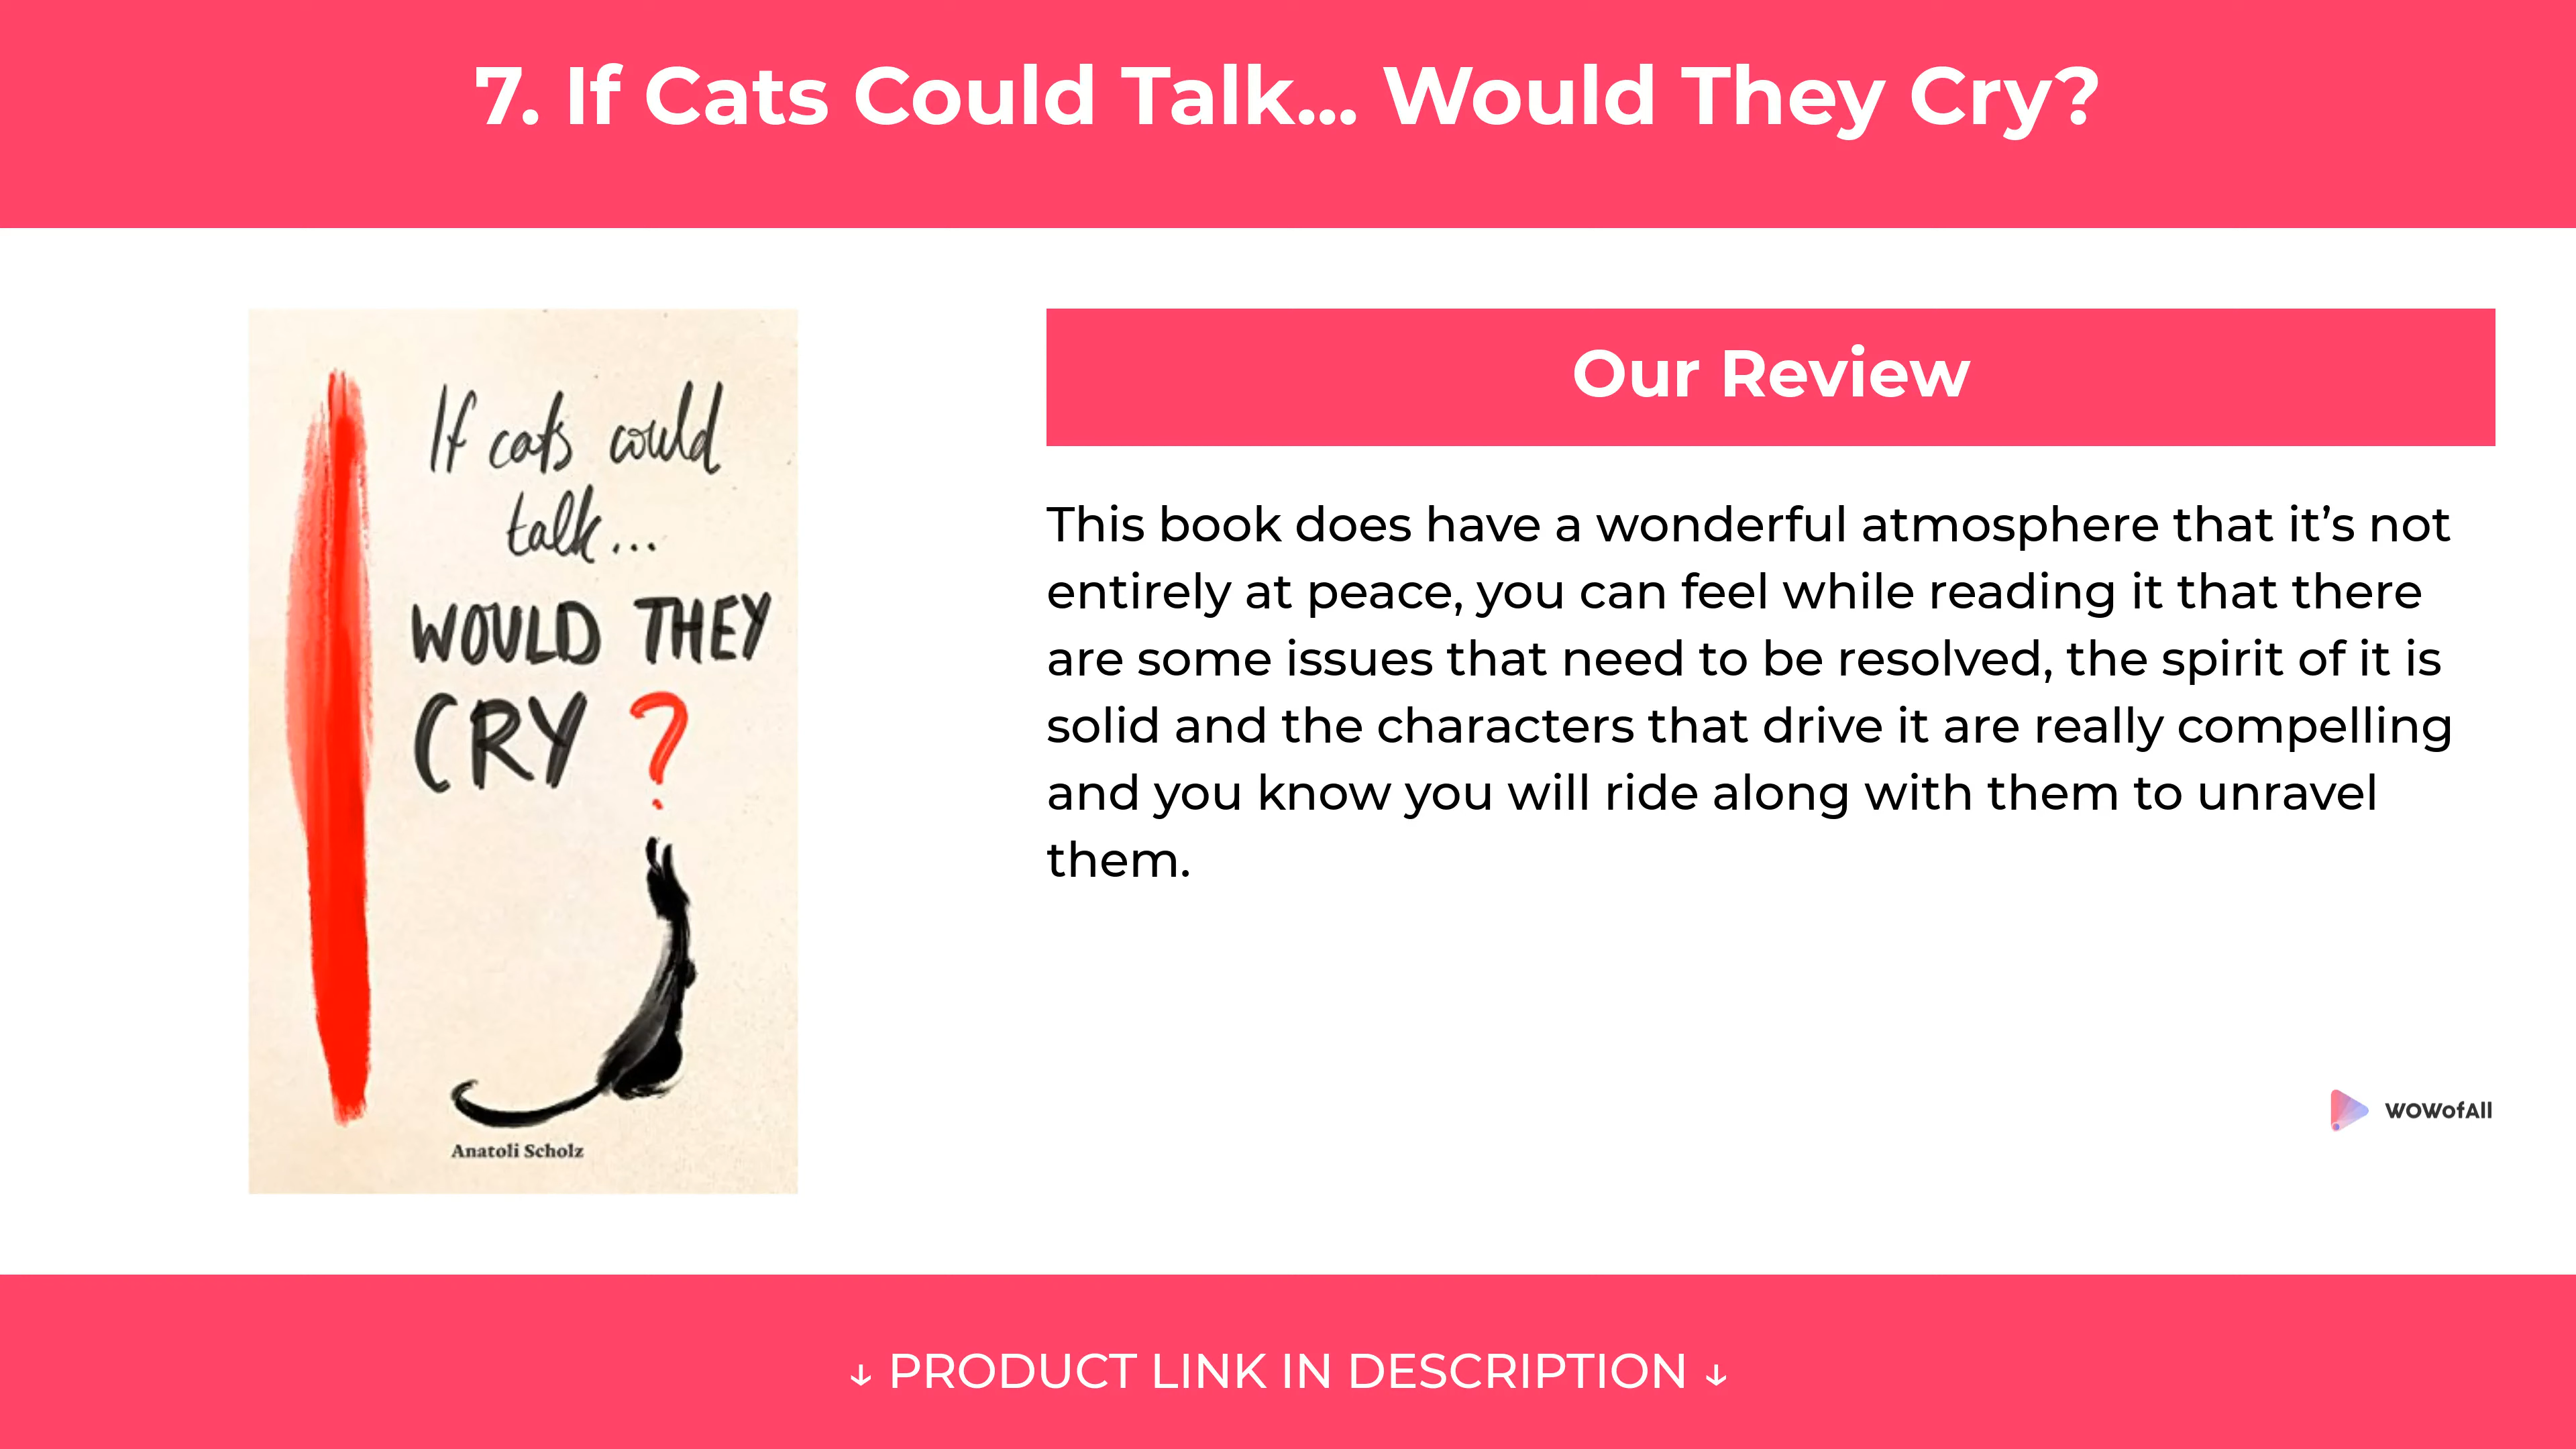 7. If Cats Could Talk... Would They Cry?
If cats could
talk...
WOULD THEY
CRY ?
Anatoli Scholz
Our Review
This book does have a wonderful atmosphere that it’s not
entirely at peace, you can feel while reading it that there
are some issues that need to be resolved, the spirit of it is
solid and the characters that drive it are really compelling
and you know you will ride along with them to unravel
them.
WOWofAll
↓ PRODUCT LINK IN DESCRIPTION ↓